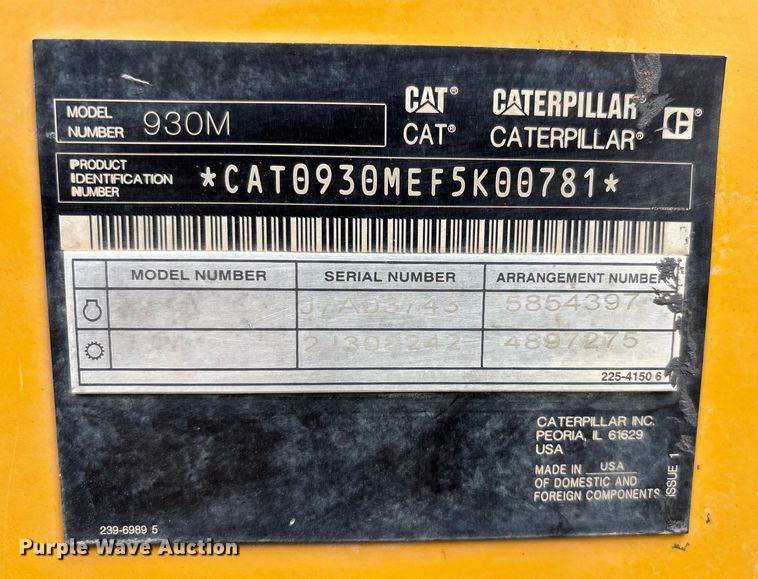 MODEL NUMBER 930M
CAT® CATERPILLAR®
CAT® CATERPILLAR®
PRODUCT IDENTIFICATION NUMBER *CAT0930MEF5K00781*
MODEL NUMBER SERIAL NUMBER ARRANGEMENT NUMBER
5854397
4897275
225-4150 6
CATERPILLAR INC.
PEORIA, IL 61629
USA
MADE IN USA
OF DOMESTIC AND
FOREIGN COMPONENTS
ISSUE 1
239-6989 5
Purple Wave Auction